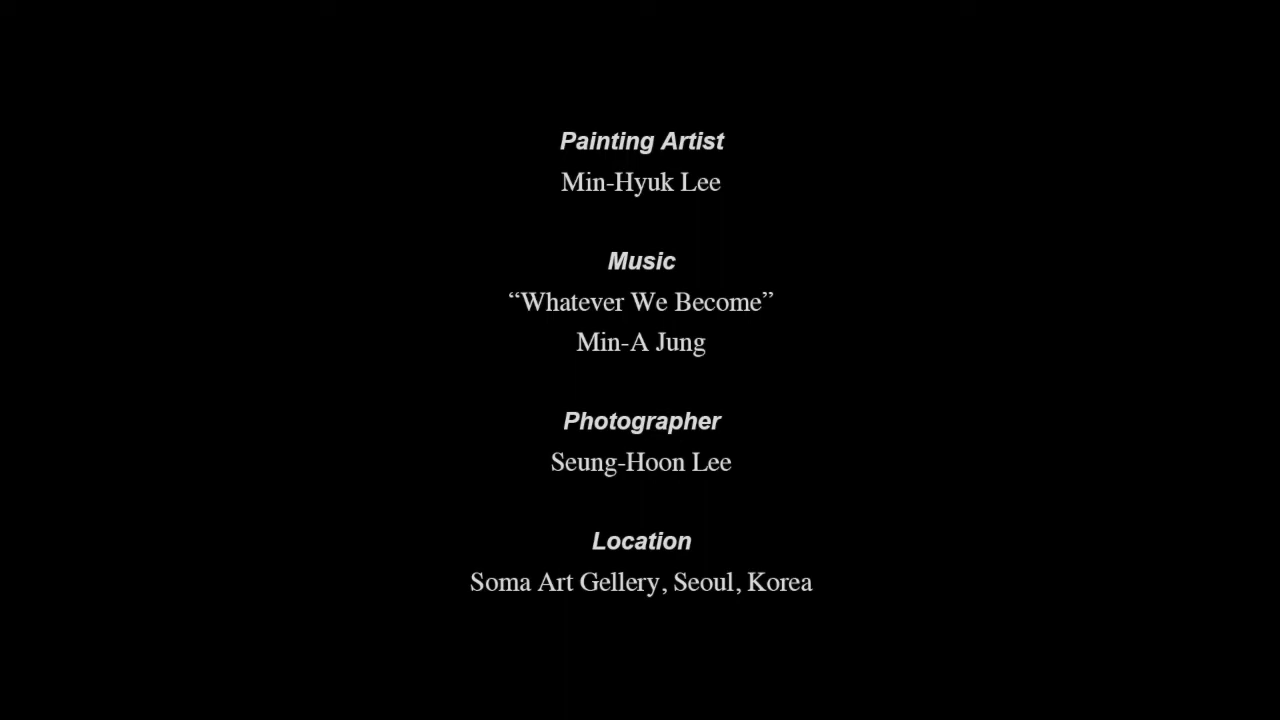 Painting Artist
Min-Hyuk Lee
Music
“Whatever We Become”
Min-A Jung
Photographer
Seung-Hoon Lee
Location
Soma Art Gellery, Seoul, Korea